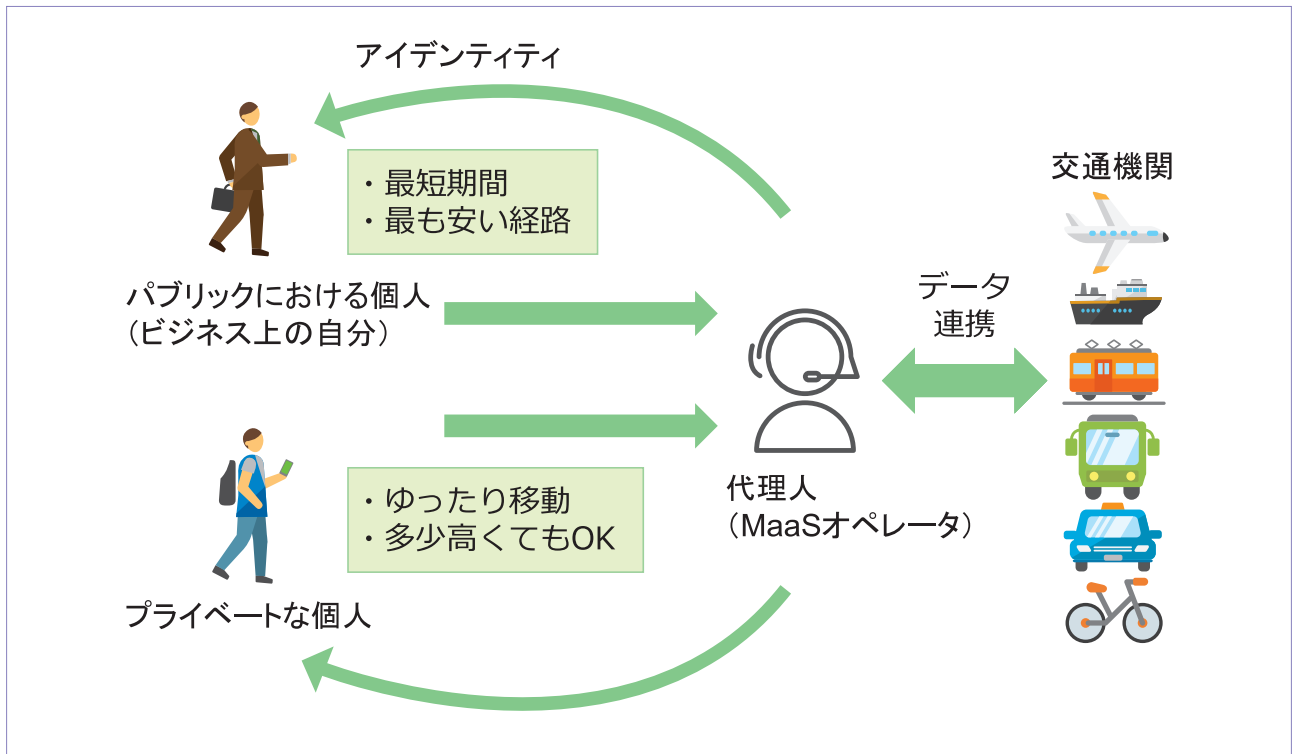 アイデンティティ
・最短期間
・最も安い経路
パブリックにおける個人
（ビジネス上の自分）
交通機関
データ
連携
代理人
（MaaSオペレータ）
・ゆったり移動
・多少高くてもOK
プライベートな個人